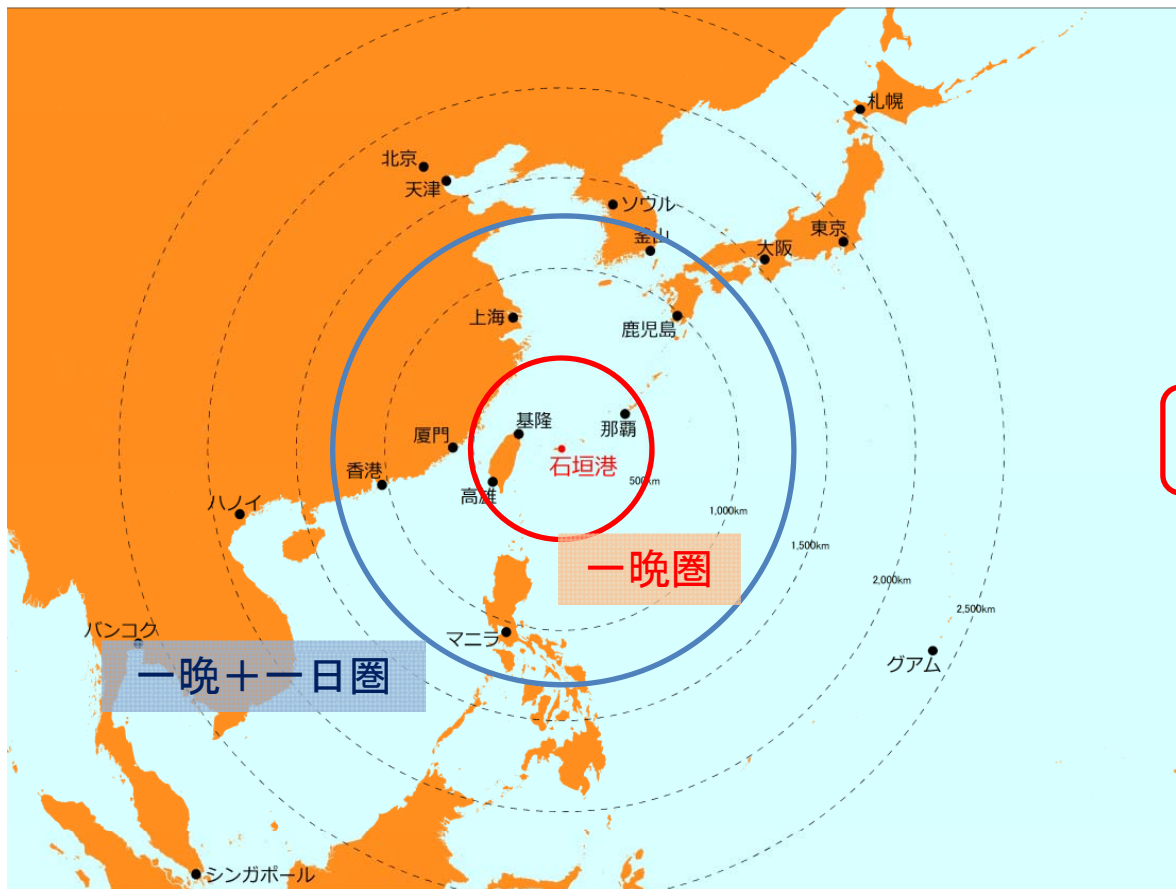 札幌
北京
天津
ソウル
釜山
東京
大阪
上海
鹿児島
基隆
那覇
厦門
石垣港
香港
高雄
500km
ハノイ
1,000km
1,500km
一晩圏
2,000km
2,500km
バンコク
マニラ
グアム
一晩＋一日圏
シンガポール